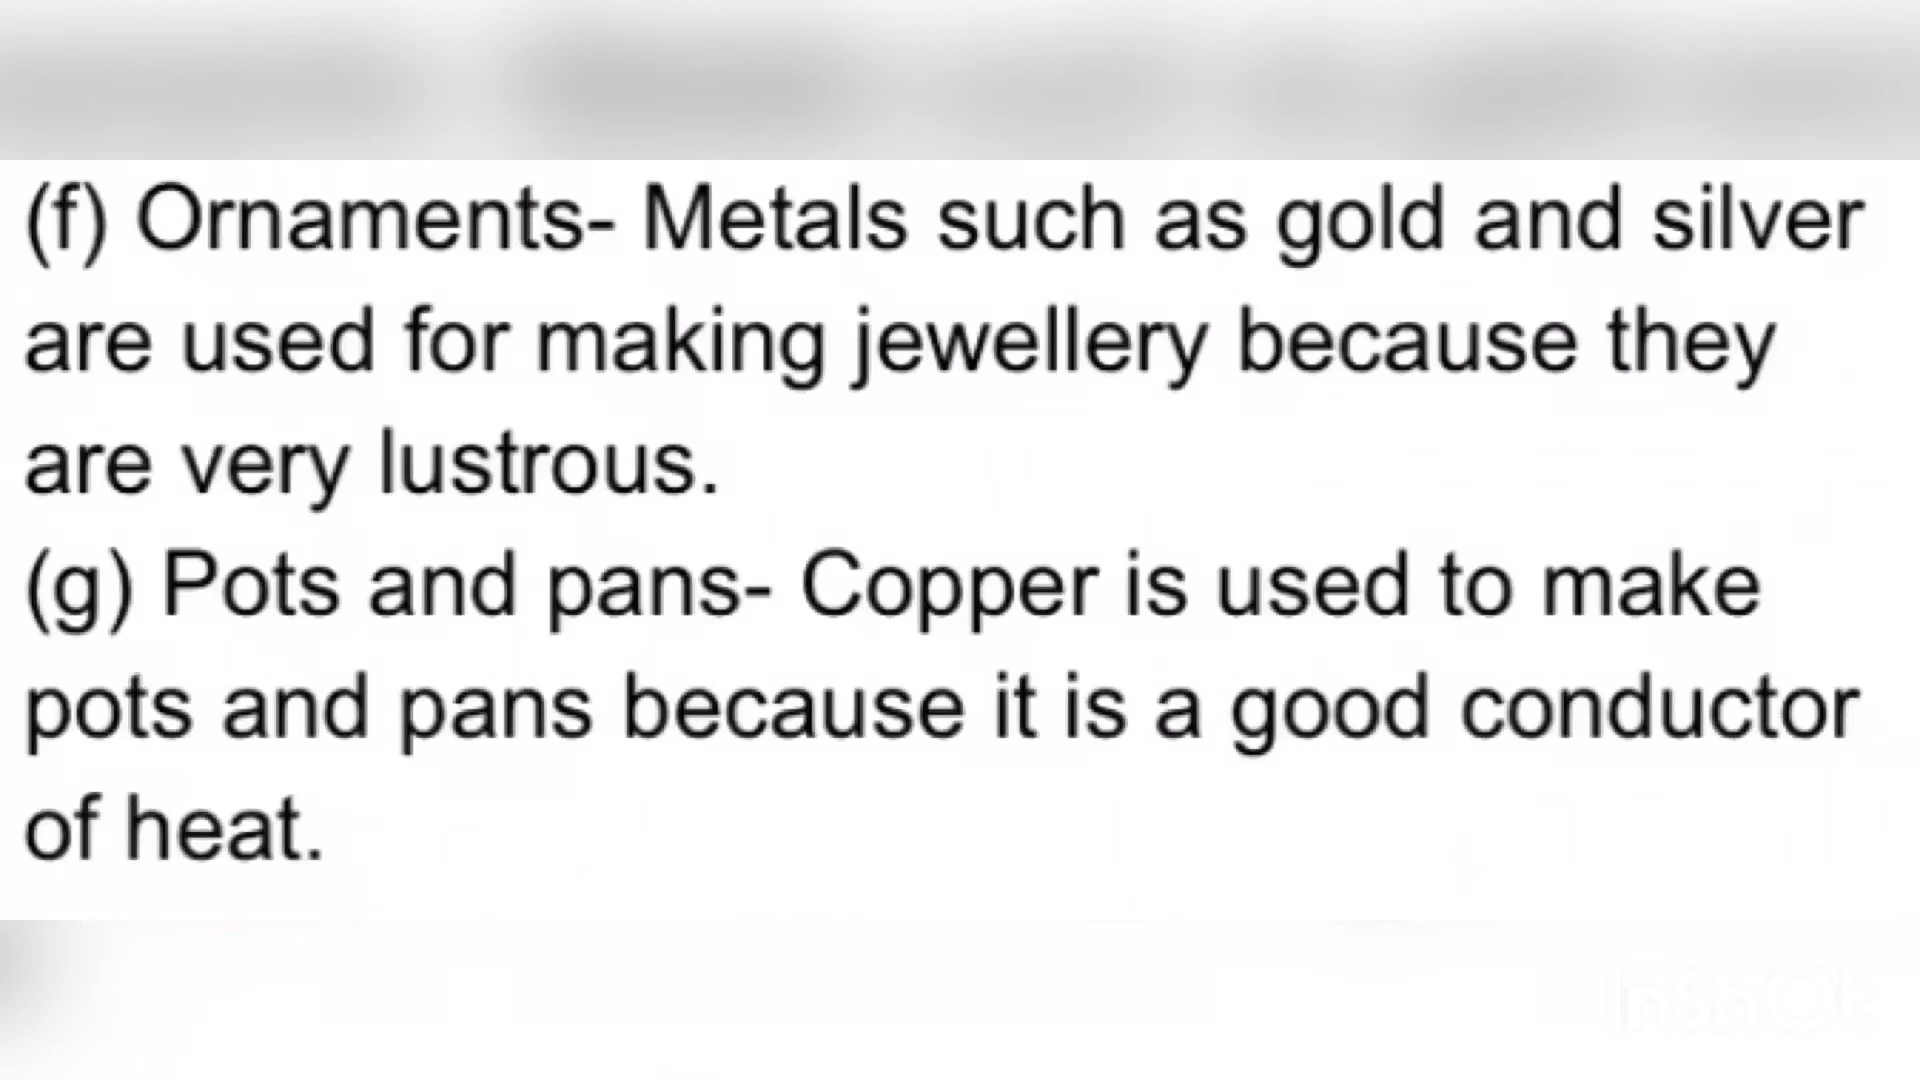 (f) Ornaments- Metals such as gold and silver
are used for making jewellery because they
are very lustrous.
(g) Pots and pans- Copper is used to make
pots and pans because it is a good conductor
of heat.
InShOt